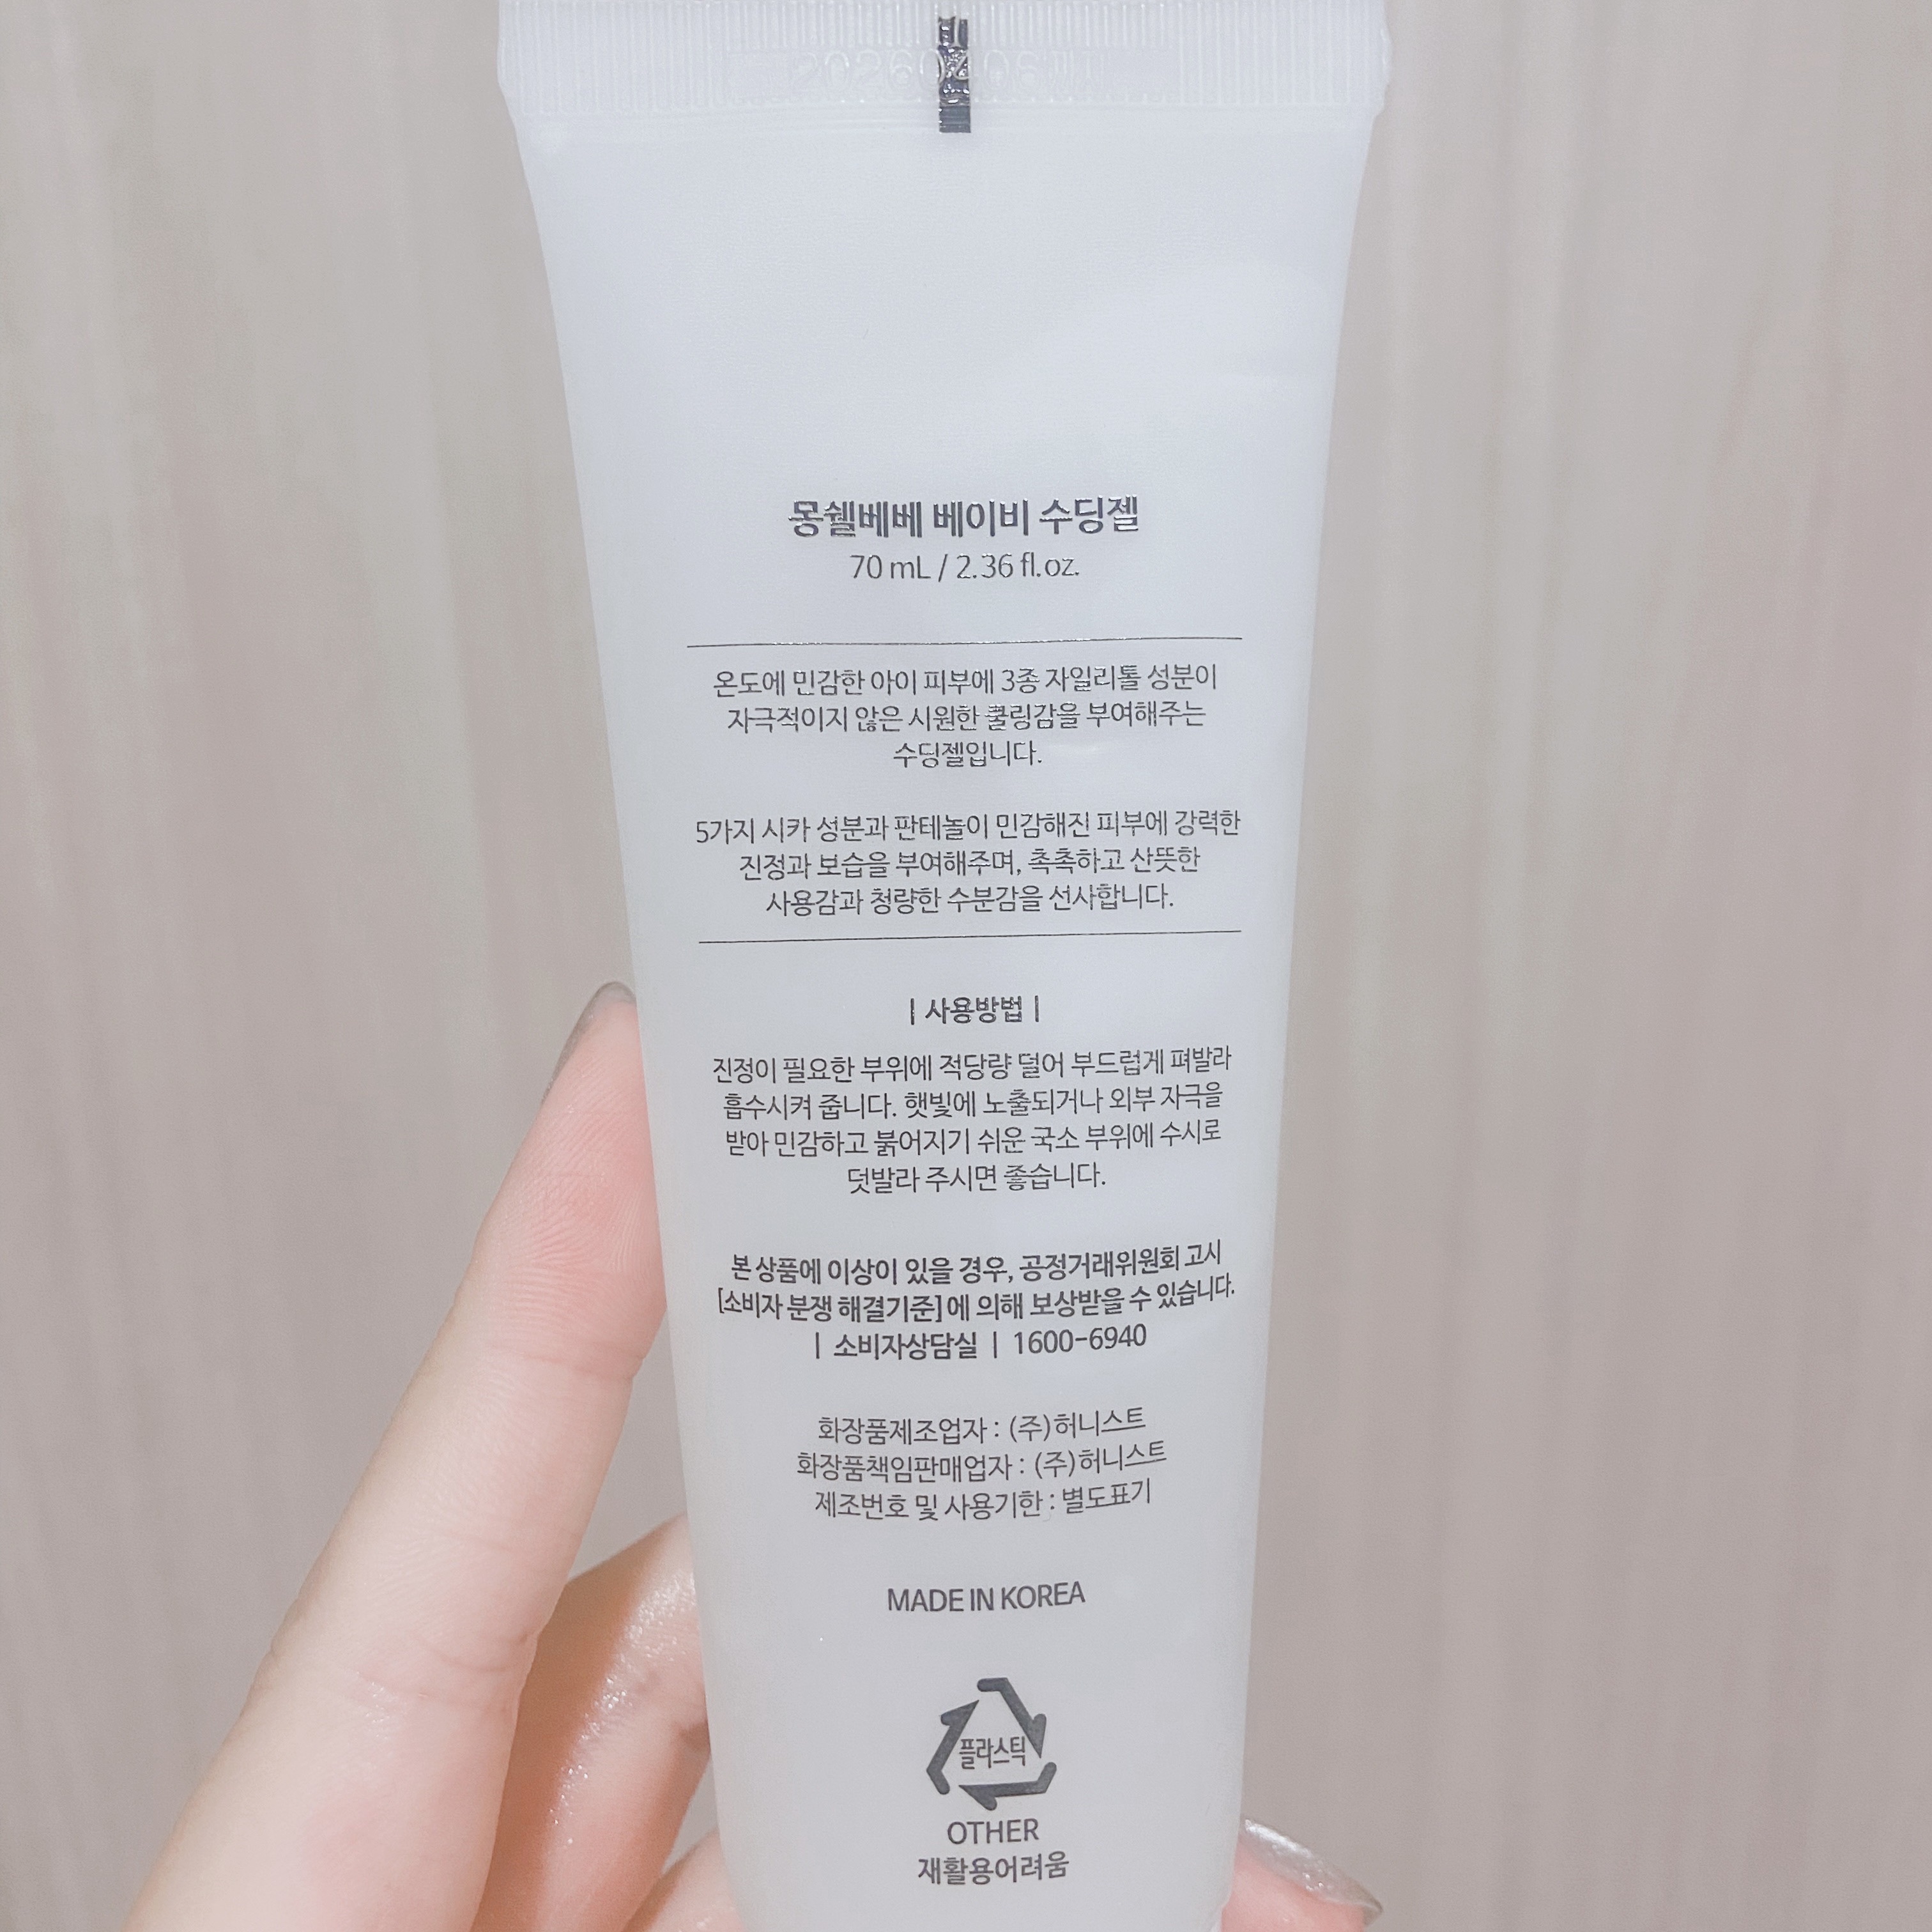 20260406까지
몽쉘베베 베이비 수딩젤
70 mL / 2.36 fl.oz.
온도에 민감한 아이 피부에 3종 자일리톨 성분이
자극적이지 않은 시원한 쿨링감을 부여해주는
수딩젤입니다.
5가지 시카 성분과 판테놀이 민감해진 피부에 강력한
진정과 보습을 부여해주며, 촉촉하고 산뜻한
사용감과 청량한 수분감을 선사합니다.
| 사용방법 |
진정이 필요한 부위에 적당량 덜어 부드럽게 펴발라
흡수시켜 줍니다. 햇빛에 노출되거나 외부 자극을
받아 민감하고 붉어지기 쉬운 국소 부위에 수시로
덧발라 주시면 좋습니다.
본 상품에 이상이 있을 경우, 공정거래위원회 고시
[소비자 분쟁 해결기준]에 의해 보상받을 수 있습니다.
| 소비자상담실 | 1600-6940
화장품제조업자 : (주)허니스트
화장품책임판매업자 : (주)허니스트
제조번호 및 사용기한 : 별도표기
MADE IN KOREA
플라스틱
OTHER
재활용어려움